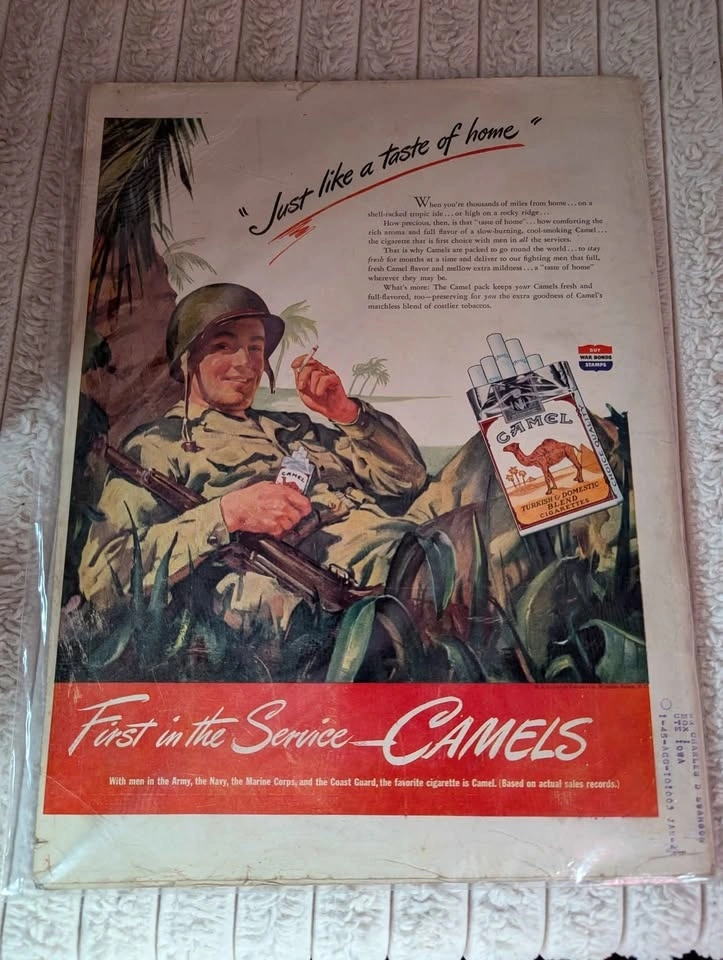 "Just like a taste of home"
When you're thousands of miles from home...on a
shell-racked tropic isle...or high on a rocky ridge...
How precious, then, is that "taste of home"...how comforting the
rich aroma and full flavor of a slow-burning, cool-smoking Camel...
the cigarette that is first choice with men in all the services.
That is why Camels are packed to go round the world...to stay
fresh for months at a time and deliver to our fighting men that full,
fresh Camel flavor and mellow extra mildness...a "taste of home"
wherever they may be.
What's more: The Camel pack keeps your Camels fresh and
full-flavored, too—preserving for you the extra goodness of Camel's
matchless blend of costlier tobaccos.
BUY
WAR BONDS
STAMPS
CAMEL
CHOICE QUALITY
TURKISH & DOMESTIC
BLEND
CIGARETTES
CAMEL
First in the Service—CAMELS
With men in the Army, the Navy, the Marine Corps, and the Coast Guard, the favorite cigarette is Camel. (Based on actual sales records.)
CHARLES D
BOX
UTE IOWA